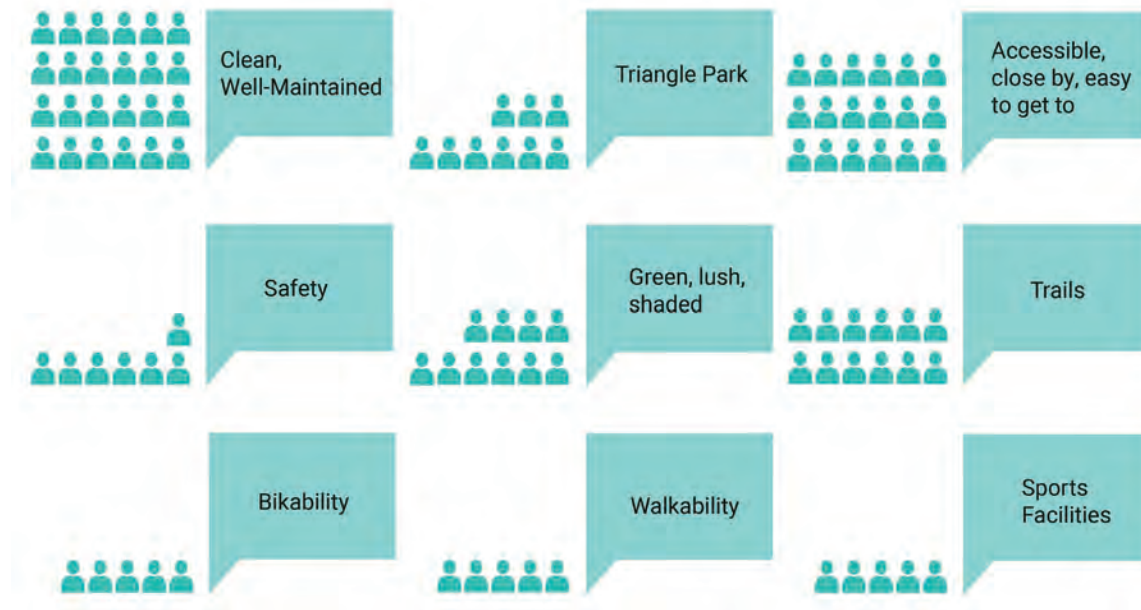 Clean,
Well-Maintained
Triangle Park
Accessible,
close by, easy
to get to
Safety
Green, lush,
shaded
Trails
Bikability
Walkability
Sports
Facilities